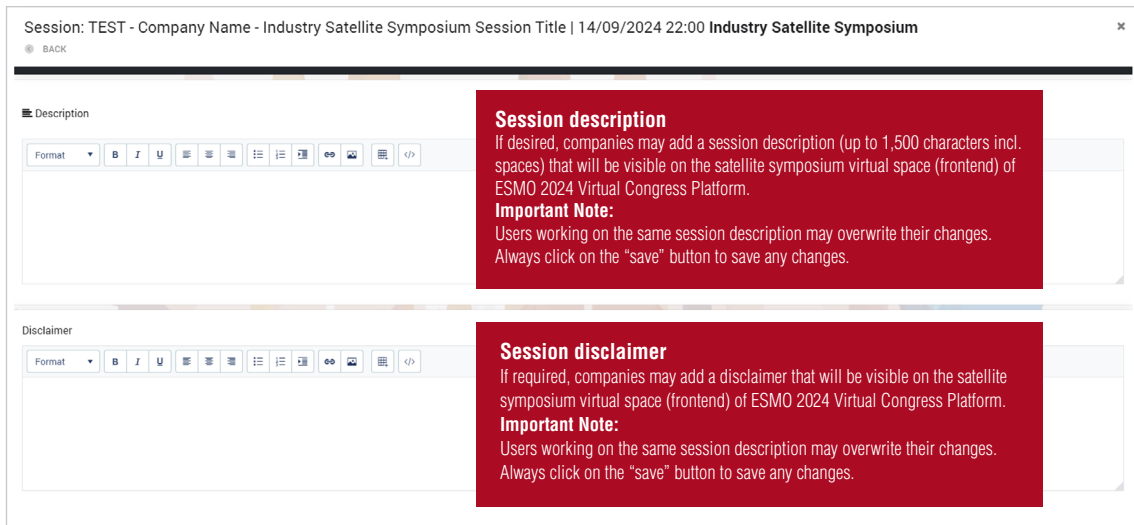 Session: TEST - Company Name - Industry Satellite Symposium Session Title | 14/09/2024 22:00 Industry Satellite Symposium
BACK
Description
Format B I U
Session description
If desired, companies may add a session description (up to 1,500 characters incl.
spaces) that will be visible on the satellite symposium virtual space (frontend) of
ESMO 2024 Virtual Congress Platform.
Important Note:
Users working on the same session description may overwrite their changes.
Always click on the “save” button to save any changes.
Disclaimer
Format B I U
Session disclaimer
If required, companies may add a disclaimer that will be visible on the satellite
symposium virtual space (frontend) of ESMO 2024 Virtual Congress Platform.
Important Note:
Users working on the same session description may overwrite their changes.
Always click on the “save” button to save any changes.